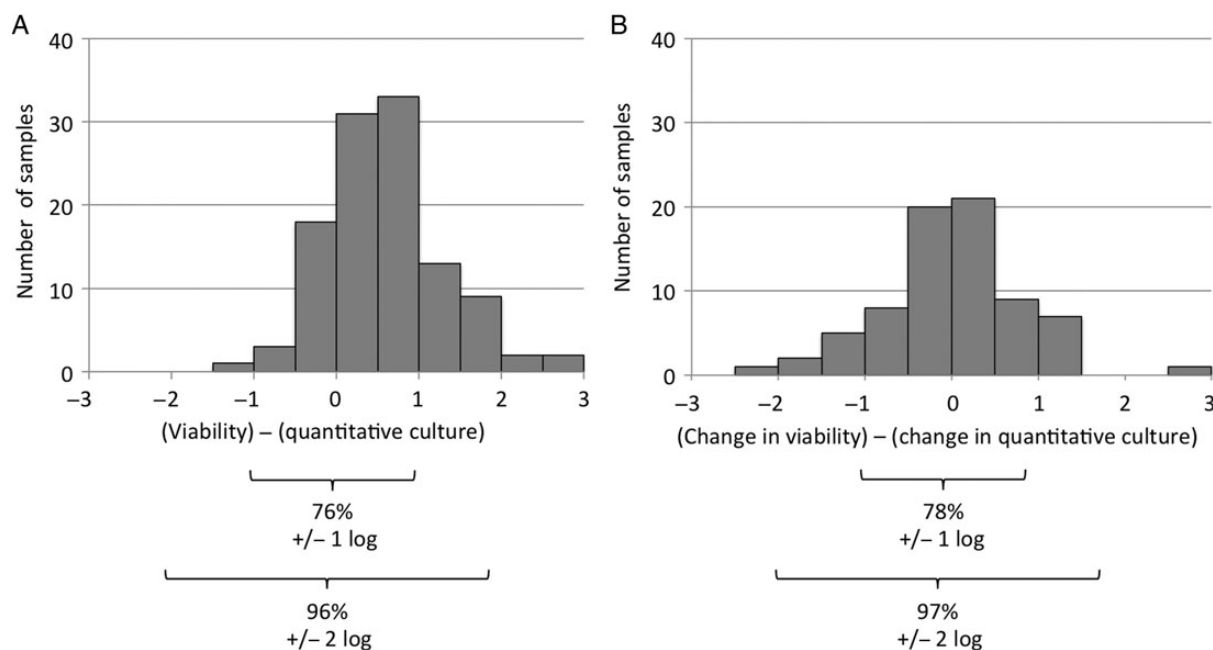 A
40
30
20
10
0
Number of samples
–3
–2
–1
0
1
2
3
(Viability) – (quantitative culture)
76%
+/– 1 log
96%
+/– 2 log
B
40
30
20
10
0
Number of samples
–3
–2
–1
0
1
2
3
(Change in viability) – (change in quantitative culture)
78%
+/– 1 log
97%
+/– 2 log